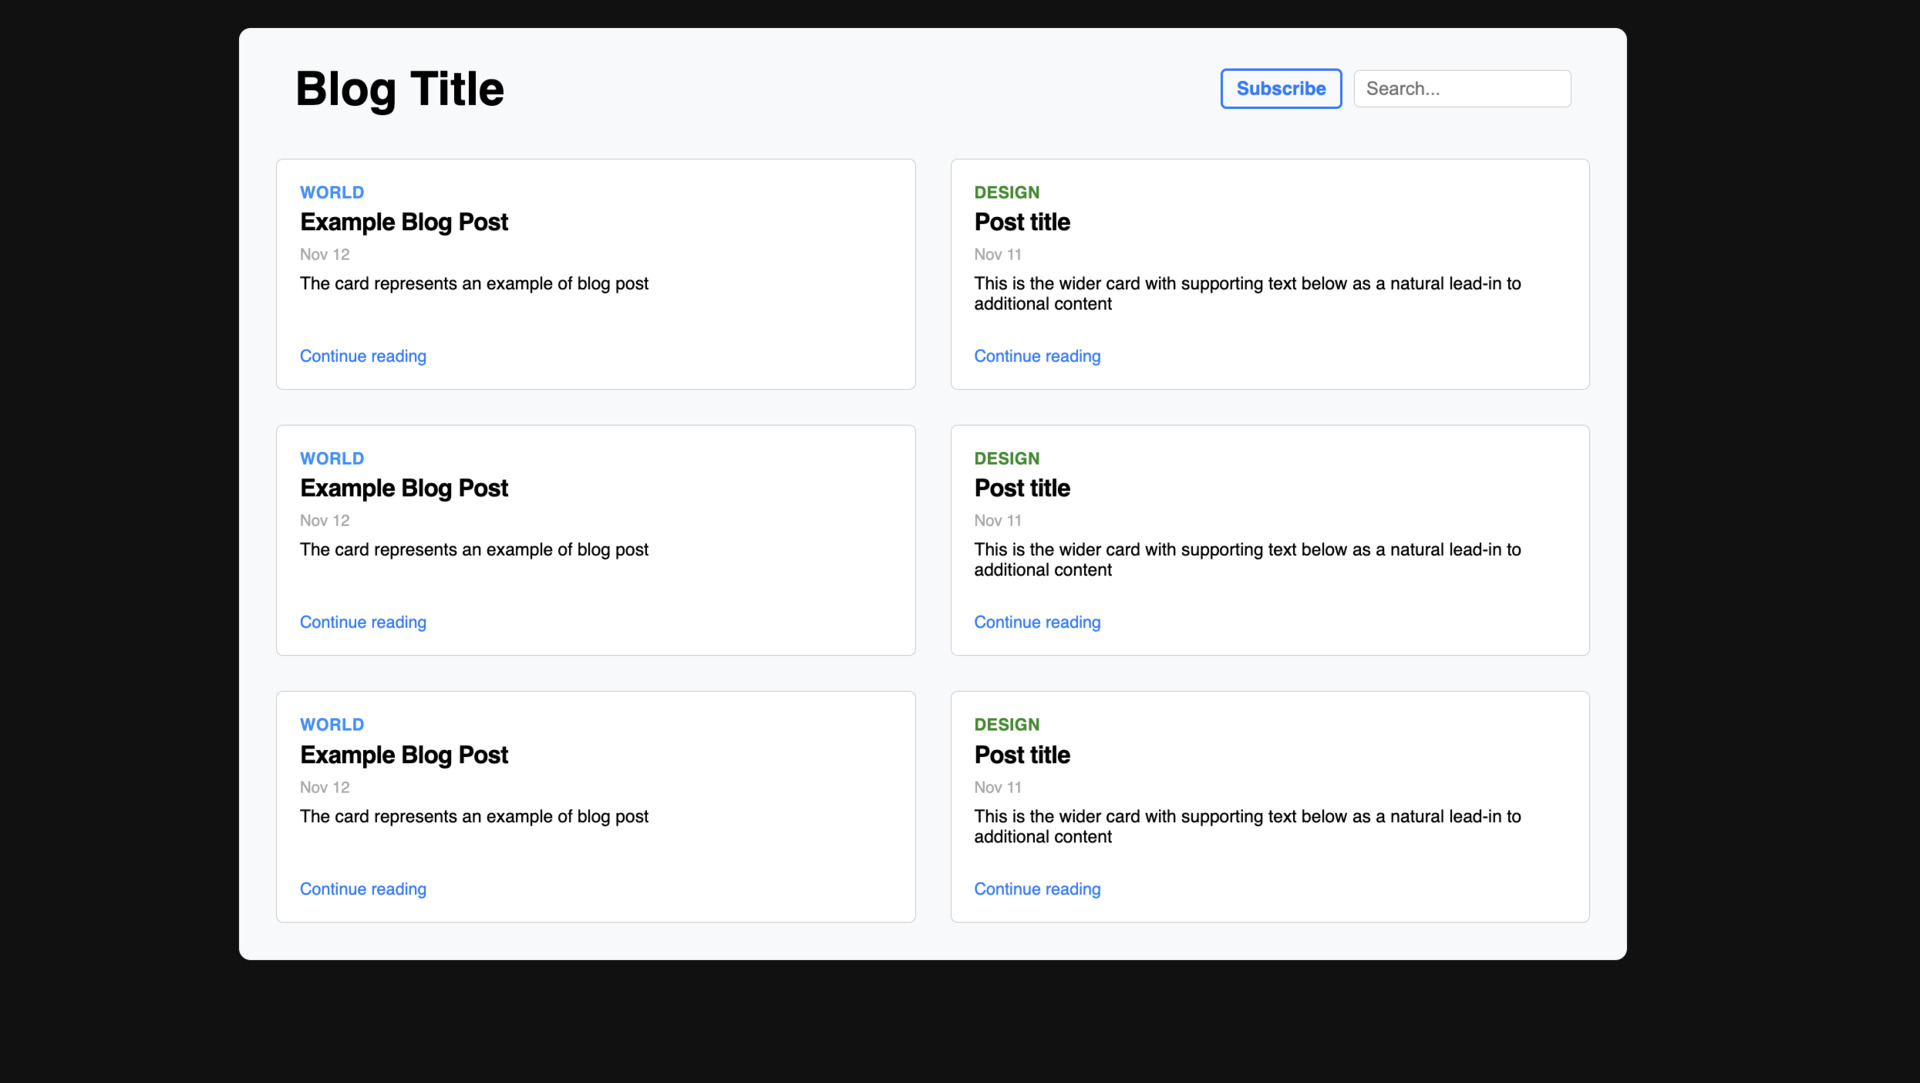 Blog Title
Subscribe
Search...
WORLD
Example Blog Post
Nov 12
The card represents an example of blog post
Continue reading
DESIGN
Post title
Nov 11
This is the wider card with supporting text below as a natural lead-in to
additional content
Continue reading
WORLD
Example Blog Post
Nov 12
The card represents an example of blog post
Continue reading
DESIGN
Post title
Nov 11
This is the wider card with supporting text below as a natural lead-in to
additional content
Continue reading
WORLD
Example Blog Post
Nov 12
The card represents an example of blog post
Continue reading
DESIGN
Post title
Nov 11
This is the wider card with supporting text below as a natural lead-in to
additional content
Continue reading